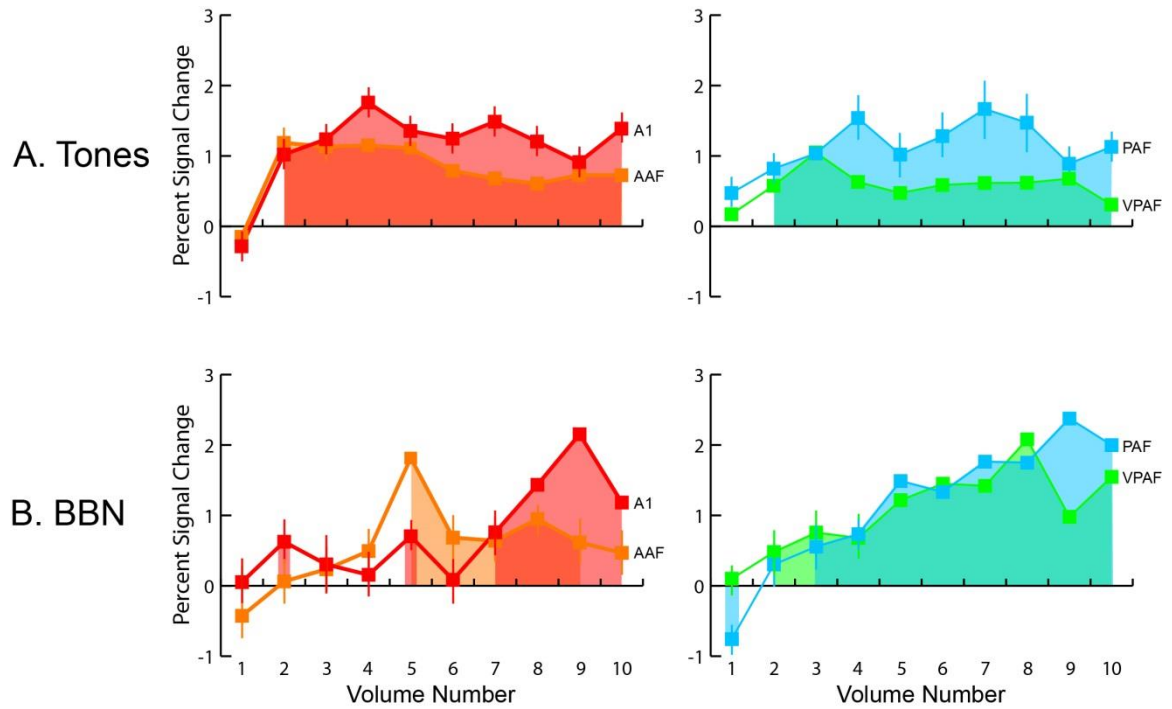 A. Tones
Percent Signal Change
3
2
1
0
-1
A1
AAF
3
2
1
0
-1
PAF
VPAF
B. BBN
Percent Signal Change
3
2
1
0
-1
A1
AAF
1 2 3 4 5 6 7 8 9 10
Volume Number
3
2
1
0
-1
PAF
VPAF
1 2 3 4 5 6 7 8 9 10
Volume Number